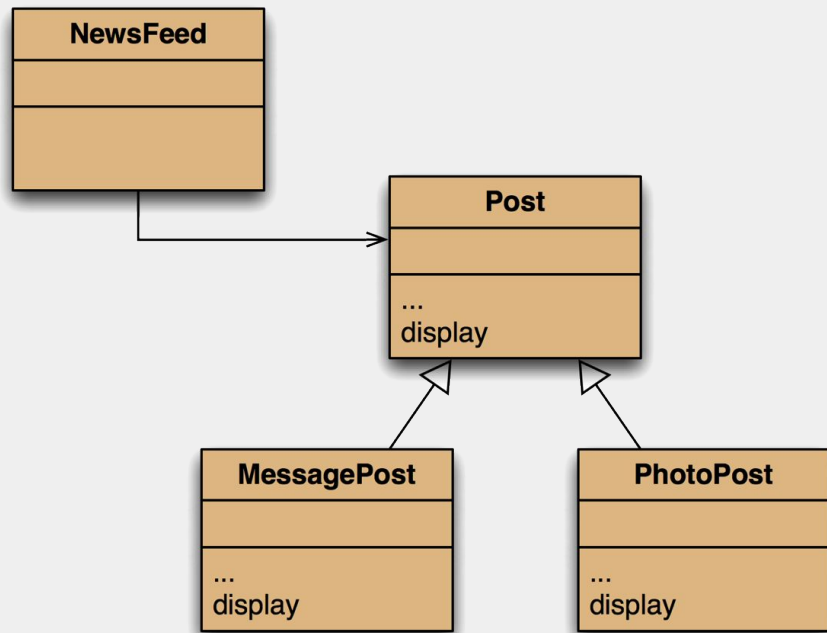 NewsFeed
Post
...
display
MessagePost
...
display
PhotoPost
...
display